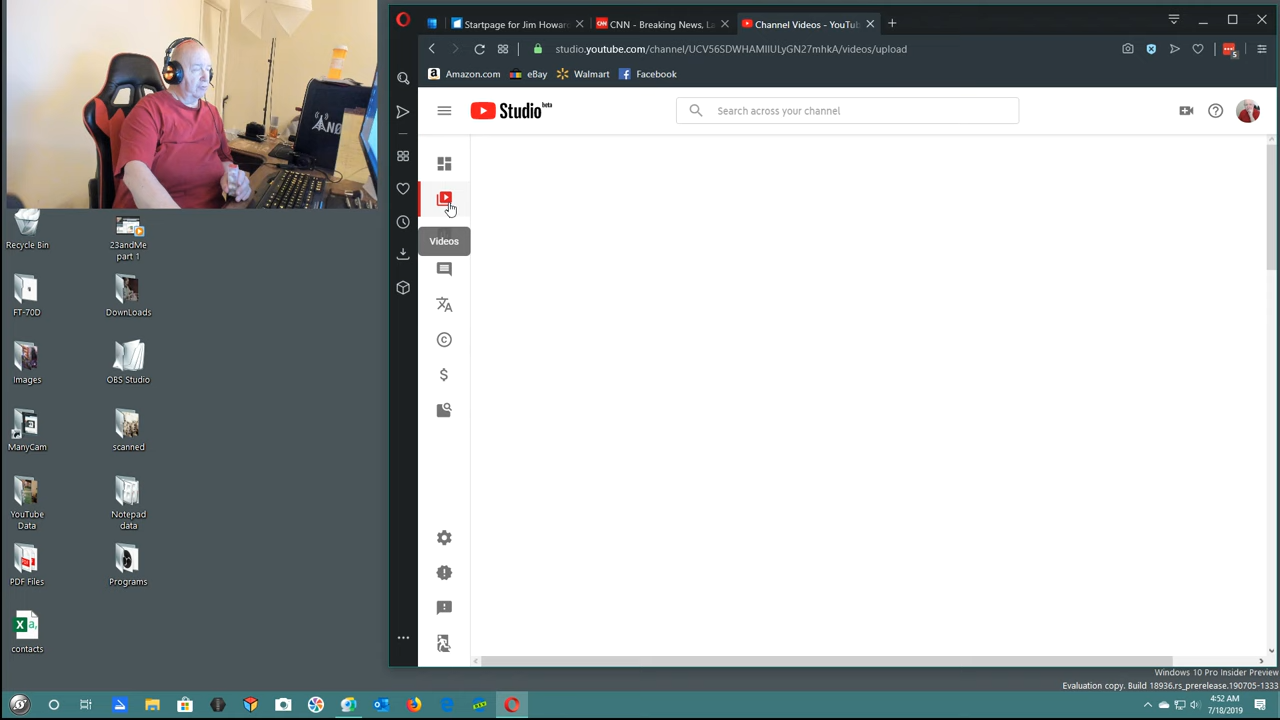 Startpage for Jim Howar
CNN - Breaking News, La
Channel Videos - YouTub
studio.youtube.com/channel/UCV56SDWHAMIIULyGN27mhkA/videos/upload
5
Amazon.com eBay Walmart Facebook
Studio beta
Search across your channel
Videos
Recycle Bin
23andMe
part 1
FT-70D
DownLoads
Images
OBS Studio
ManyCam
scanned
YouTube
Data
Notepad
data
PDF Files
Programs
contacts
Windows 10 Pro Insider Preview
Evaluation copy. Build 18936.rs_prerelease.190705-1333
4:52 AM
7/18/2019